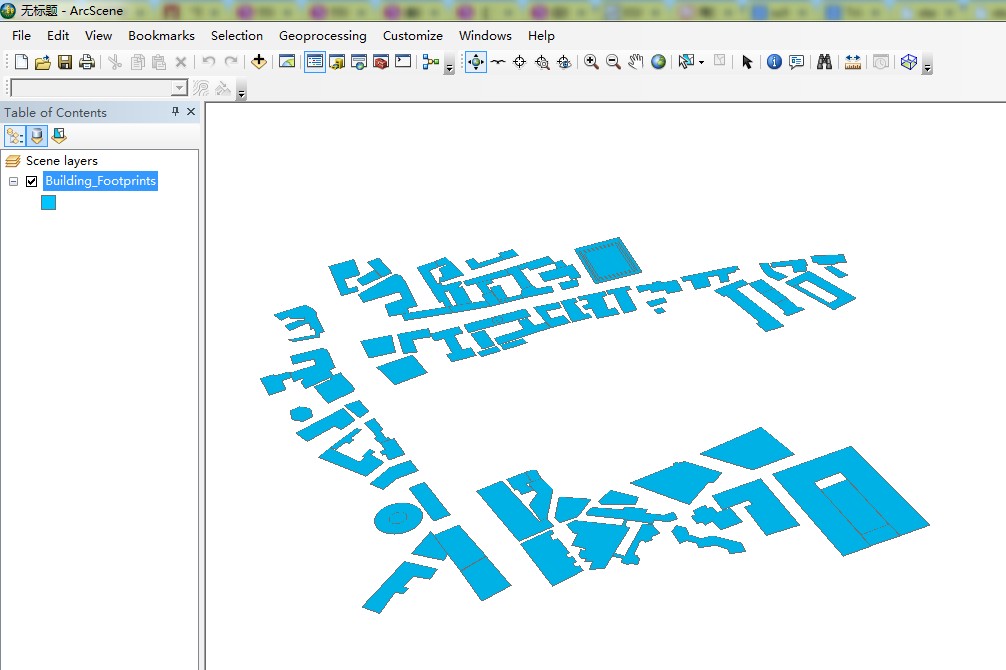 无标题 - ArcScene
File Edit View Bookmarks Selection Geoprocessing Customize Windows Help
Table of Contents
Scene layers
Building_Footprints